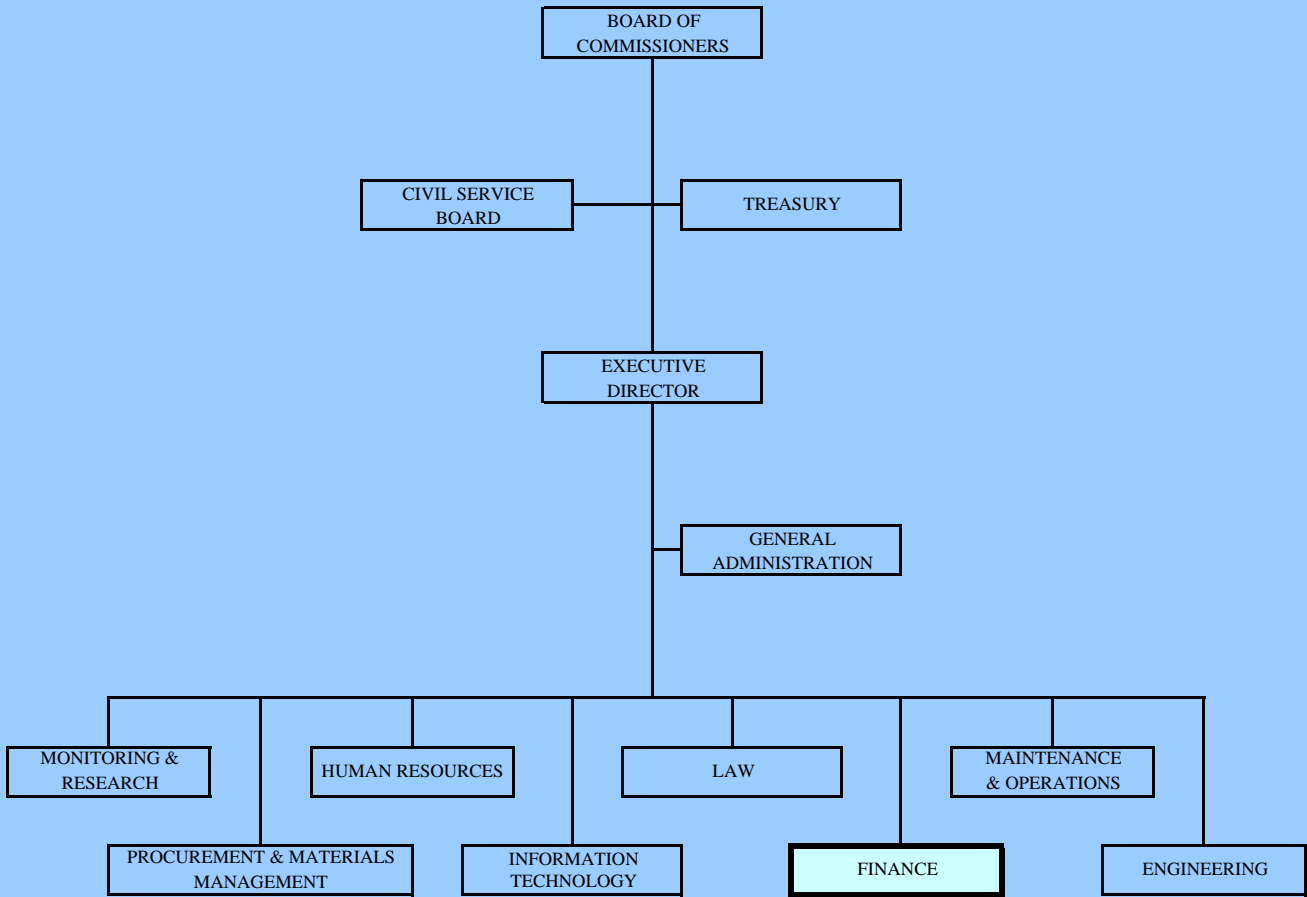 BOARD OF
COMMISSIONERS
CIVIL SERVICE
BOARD
TREASURY
EXECUTIVE
DIRECTOR
GENERAL
ADMINISTRATION
MONITORING &
RESEARCH
HUMAN RESOURCES
LAW
MAINTENANCE
& OPERATIONS
PROCUREMENT & MATERIALS
MANAGEMENT
INFORMATION
TECHNOLOGY
FINANCE
ENGINEERING